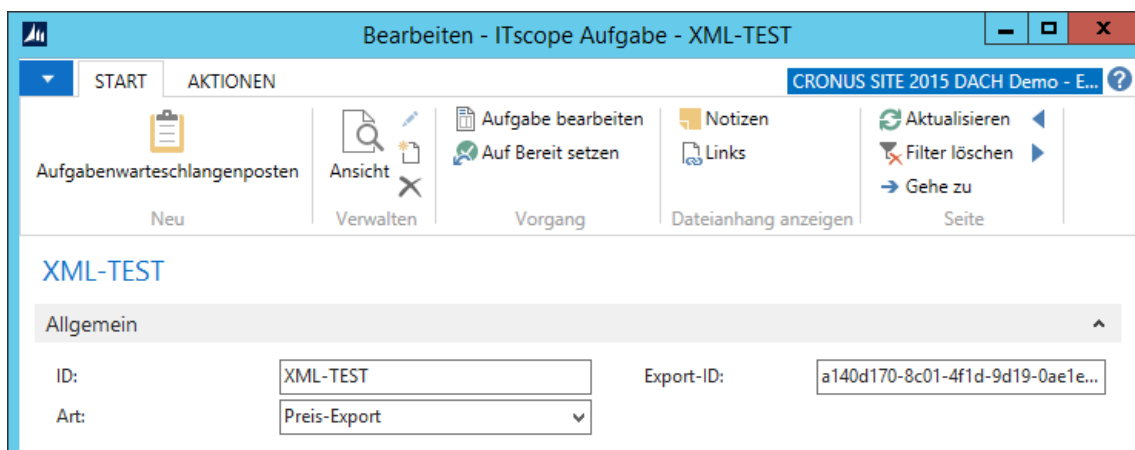 Bearbeiten - ITscope Aufgabe - XML-TEST
START AKTIONEN CRONUS SITE 2015 DACH Demo - E... ?
Aufgabenwarteschlangenposten
Ansicht
Aufgabe bearbeiten
Auf Bereit setzen
Notizen
Links
Aktualisieren
Filter löschen
Gehe zu
Neu Verwalten Vorgang Dateianhang anzeigen Seite
XML-TEST
Allgemein
ID: XML-TEST Export-ID: a140d170-8c01-4f1d-9d19-0ae1e...
Art: Preis-Export